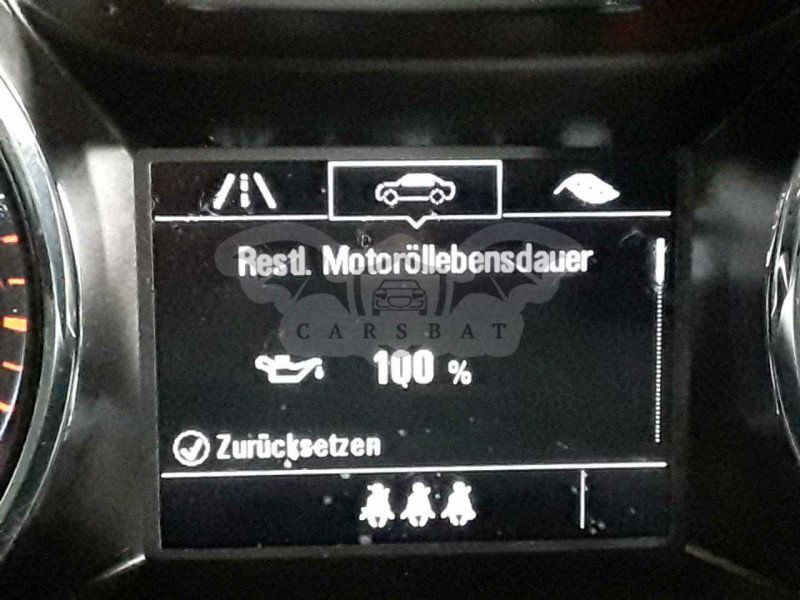 Restl. Motoröllebensdauer
CARSBAT
100 %
Zurücksetzen